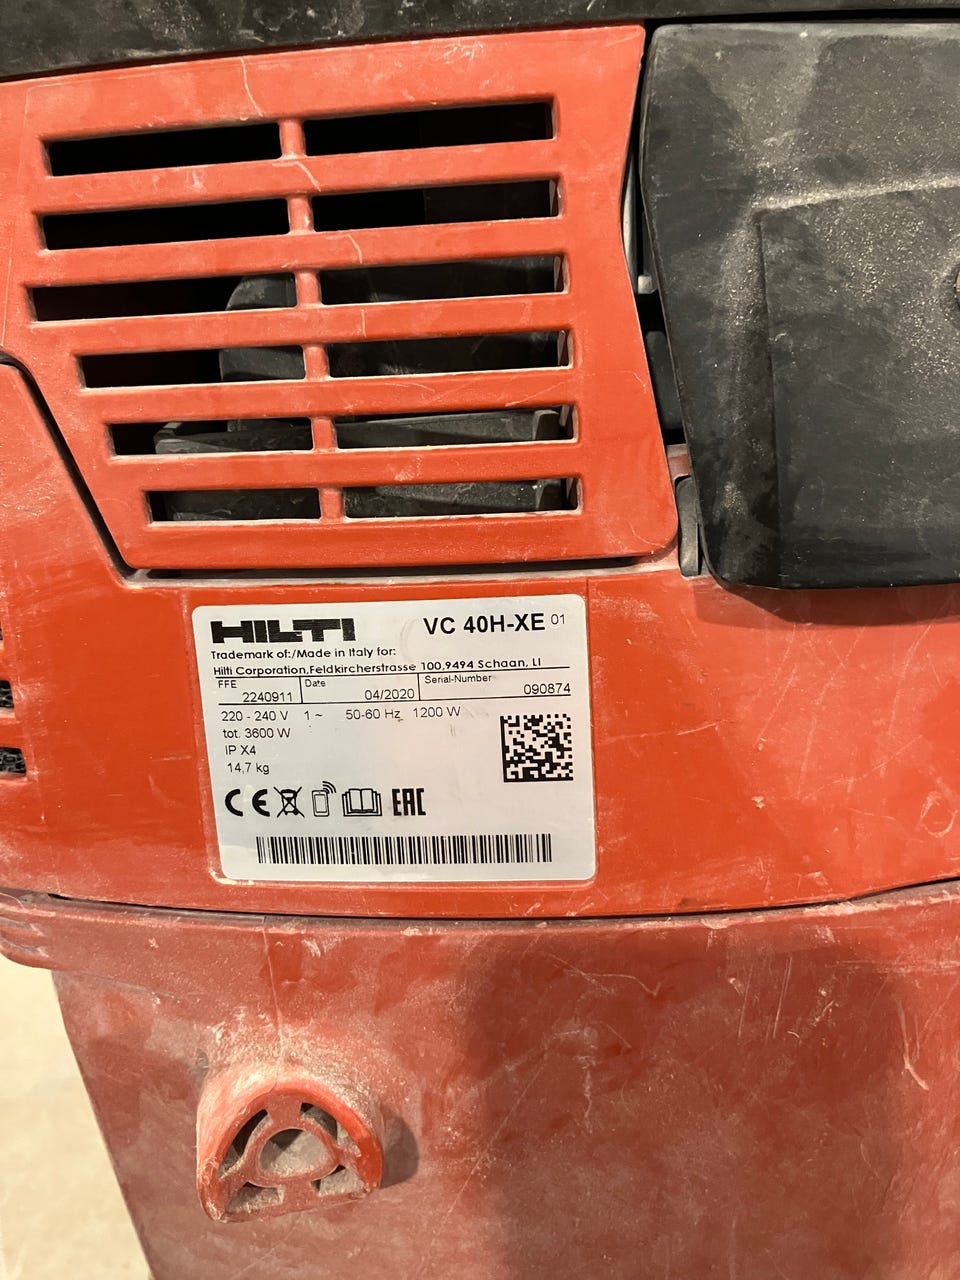 HILTI VC 40H-XE 01
Trademark of:/Made in Italy for:
Hilti Corporation,Feldkircherstrasse 100,9494 Schaan, LI
FFE Date Serial-Number
2240911 04/2020 090874
220 - 240 V 1 ~ 50-60 Hz 1200 W
tot. 3600 W
IP X4
14,7 kg
CE EAC